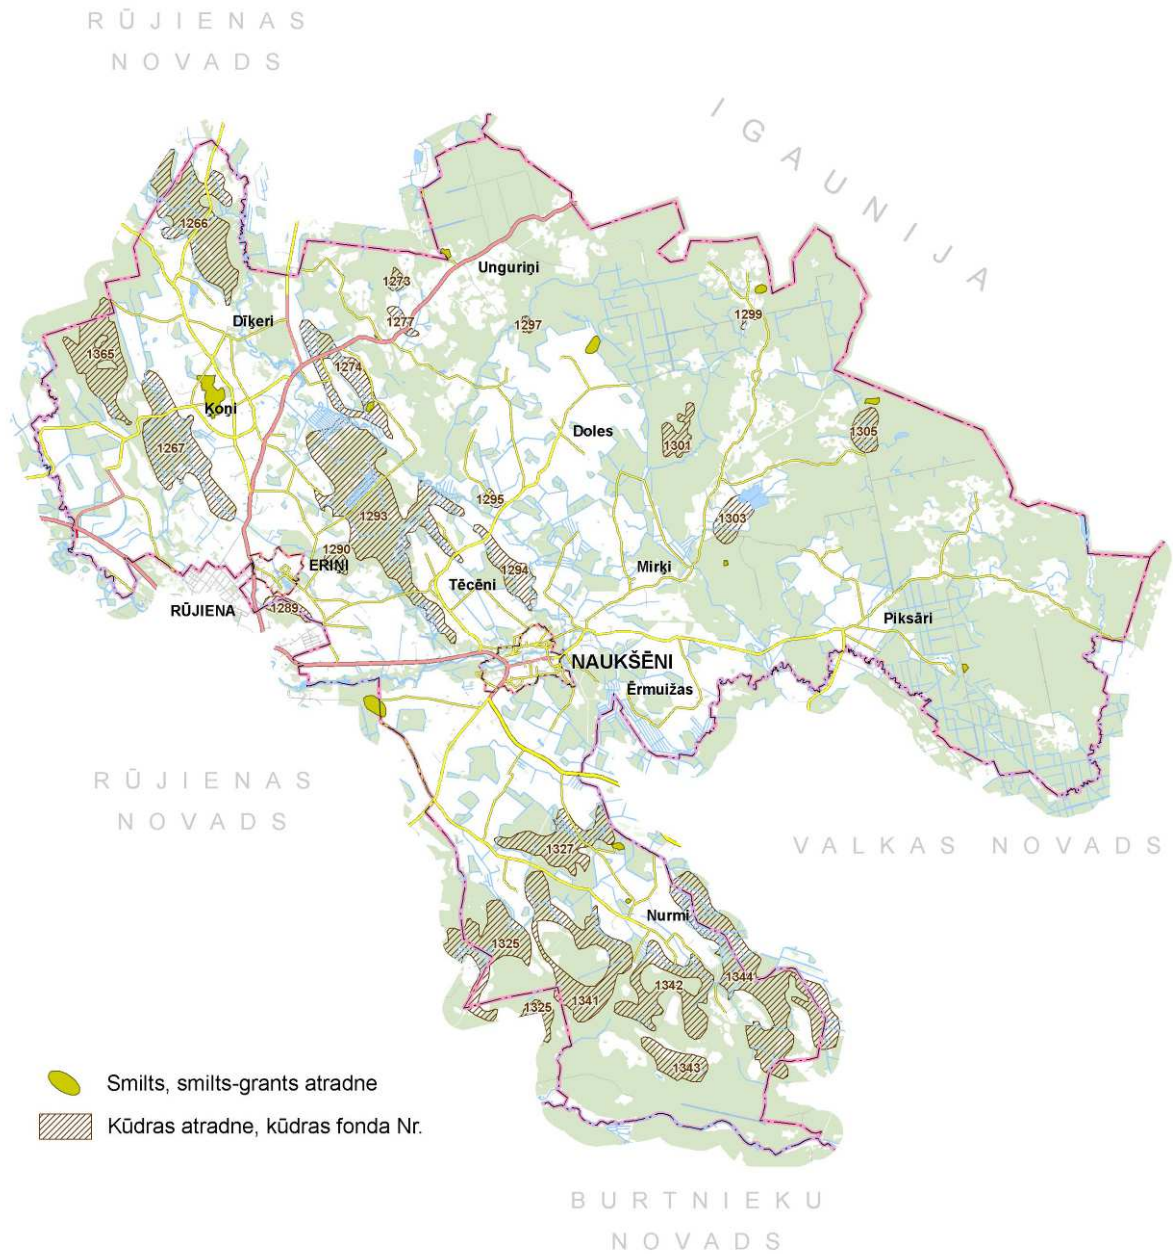 RŪJIENAS
NOVADS
IGAUNIJA
1266
Unguriņi
1273
1299
Dīķeri
1277
1297
1365
1274
Ķoņi
Doles
1305
1301
1267
1295
1293
1303
1290
ERIŅI
1294
Mirķi
Tēcēni
1289
RŪJIENA
Piksāri
NAUKŠĒNI
Ērmuižas
RŪJIENAS
NOVADS
VALKAS NOVADS
1327
Nurmi
1325
1344
1342
1341
1325
1343
Smilts, smilts-grants atradne
Kūdras atradne, kūdras fonda Nr.
BURTNIEKU
NOVADS